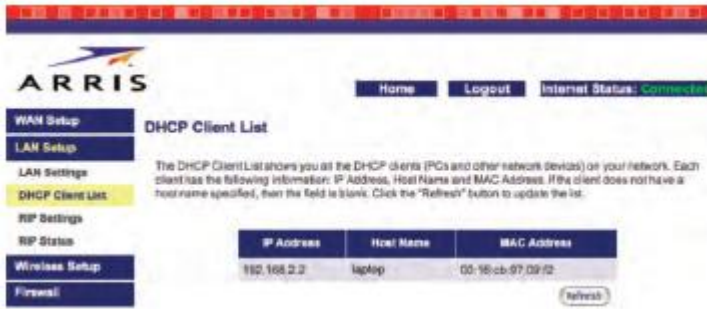 ARRIS
Home Logout Internet Status: Connected
WAN Setup
LAN Setup
LAN Settings
DHCP Client List
RIP Settings
RIP Status
Wireless Setup
Firewall
DHCP Client List
The DHCP Client List shows you all the DHCP clients (PCs and other network devices) on your network. Each
client has the following information: IP Address, Host Name and MAC Address. If the client does not have a
host name specified, then the field is blank. Click the "Refresh" button to update the list.
IP Address Host Name MAC Address
192.168.2.2 laptop
Refresh